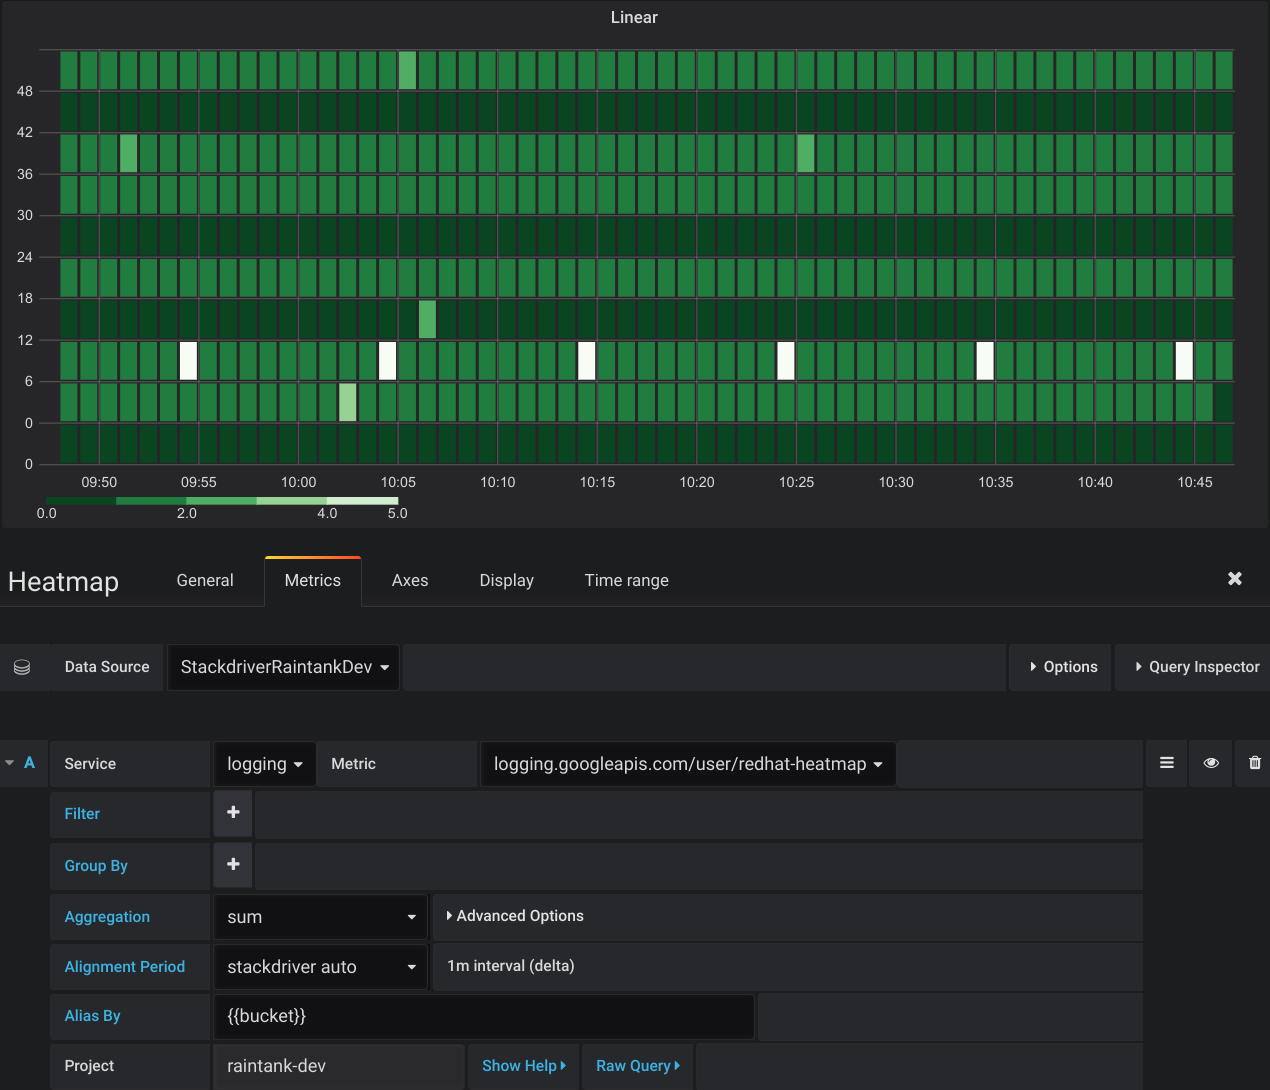 Linear
48
42
36
30
24
18
12
6
0
0
09:50 09:55 10:00 10:05 10:10 10:15 10:20 10:25 10:30 10:35 10:40 10:45
0.0 2.0 4.0 5.0
Heatmap General Metrics Axes Display Time range
Data Source StackdriverRaintankDev Options Query Inspector
A Service logging Metric logging.googleapis.com/user/redhat-heatmap
Filter
Group By
Aggregation sum Advanced Options
Alignment Period stackdriver auto 1m interval (delta)
Alias By {{bucket}}
Project raintank-dev Show Help Raw Query